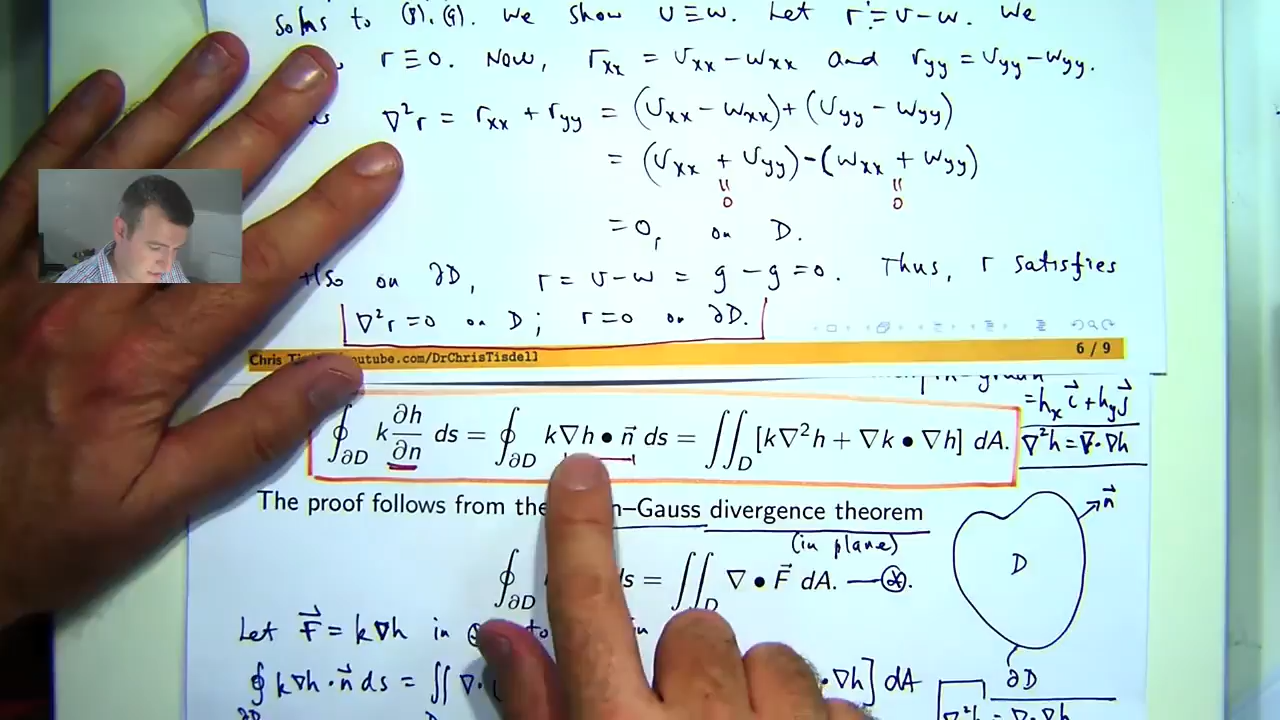 Solns to (8), (9). We show v ≡ w. Let r := v - w. We
r ≡ 0. Now, r_xx = v_xx - w_xx and r_yy = v_yy - w_yy.
∇²r = r_xx + r_yy = (v_xx - w_xx) + (v_yy - w_yy)
= (v_xx + v_yy) - (w_xx + w_yy)
= 0 = 0
= 0, on D.
on ∂D, r = v - w = g - g = 0. Thus, r satisfies
∇²r = 0 on D; r = 0 on ∂D.
Chris youtube.com/DrChrisTisdell 6 / 9
= h_x i⃗ + h_y j⃗
∮_∂D k ∂h/∂n ds = ∮_∂D k∇h • n⃗ ds = ∬_D [k∇²h + ∇k • ∇h] dA. ∇²h = ∇·∇h
The proof follows from the –Gauss divergence theorem
(in plane)
∮_∂D ds = ∬_D ∇ • F⃗ dA. — ⊛.
n⃗
D
∂D
Let F⃗ = k∇h in
∮_∂D k∇h · n⃗ ds = ∬_D ∇· · ∇h] dA
∇²h = ∇·∇h